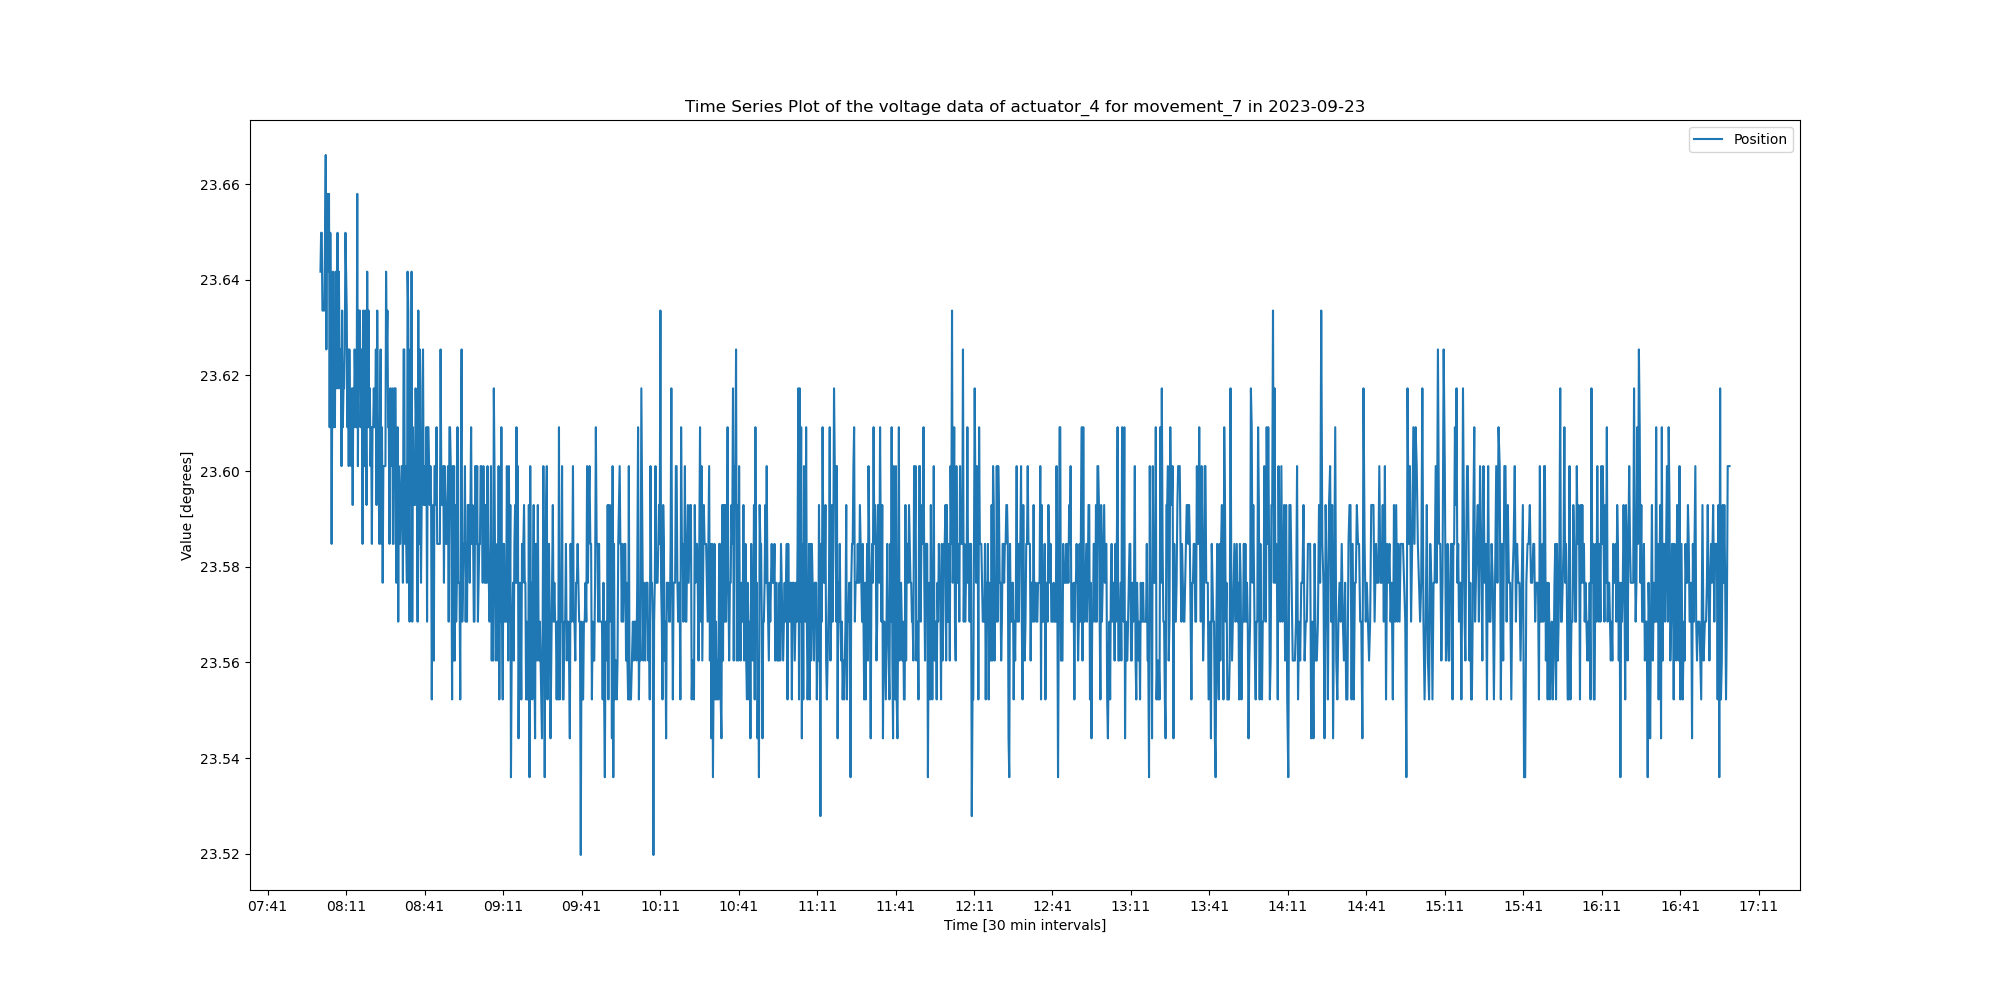 Time Series Plot of the voltage data of actuator_4 for movement_7 in 2023-09-23
Position
23.66
23.64
23.62
23.60
23.58
23.56
23.54
23.52
Value [degrees]
07:41 08:11 08:41 09:11 09:41 10:11 10:41 11:11 11:41 12:11 12:41 13:11 13:41 14:11 14:41 15:11 15:41 16:11 16:41 17:11
Time [30 min intervals]